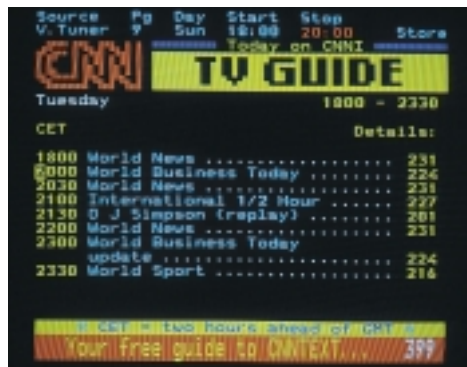 Source Pg Day Start Stop
V.Tuner 9 Sun 18:00 20:00 Store
Today on CNNI
CNN TV GUIDE
Tuesday 1800 - 2330
CET Details:
1800 World News .................... 231
6000 World Business Today .......... 224
2030 World News .................... 231
2100 International 1/2 Hour ........ 227
2130 O J Simpson (replay) .......... 201
2200 World News .................... 231
2300 World Business Today
update ........................ 224
2330 World Sport ................... 216
CET = two hours ahead of GMT
Your free guide to CNNTEXT... 399